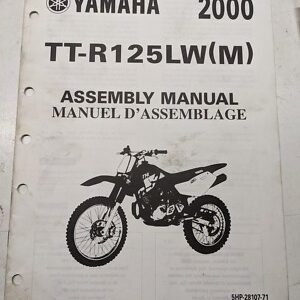 YAMAHA 2000
TT-R125LW(M)
ASSEMBLY MANUAL
MANUEL D'ASSEMBLAGE
5HP-28107-71